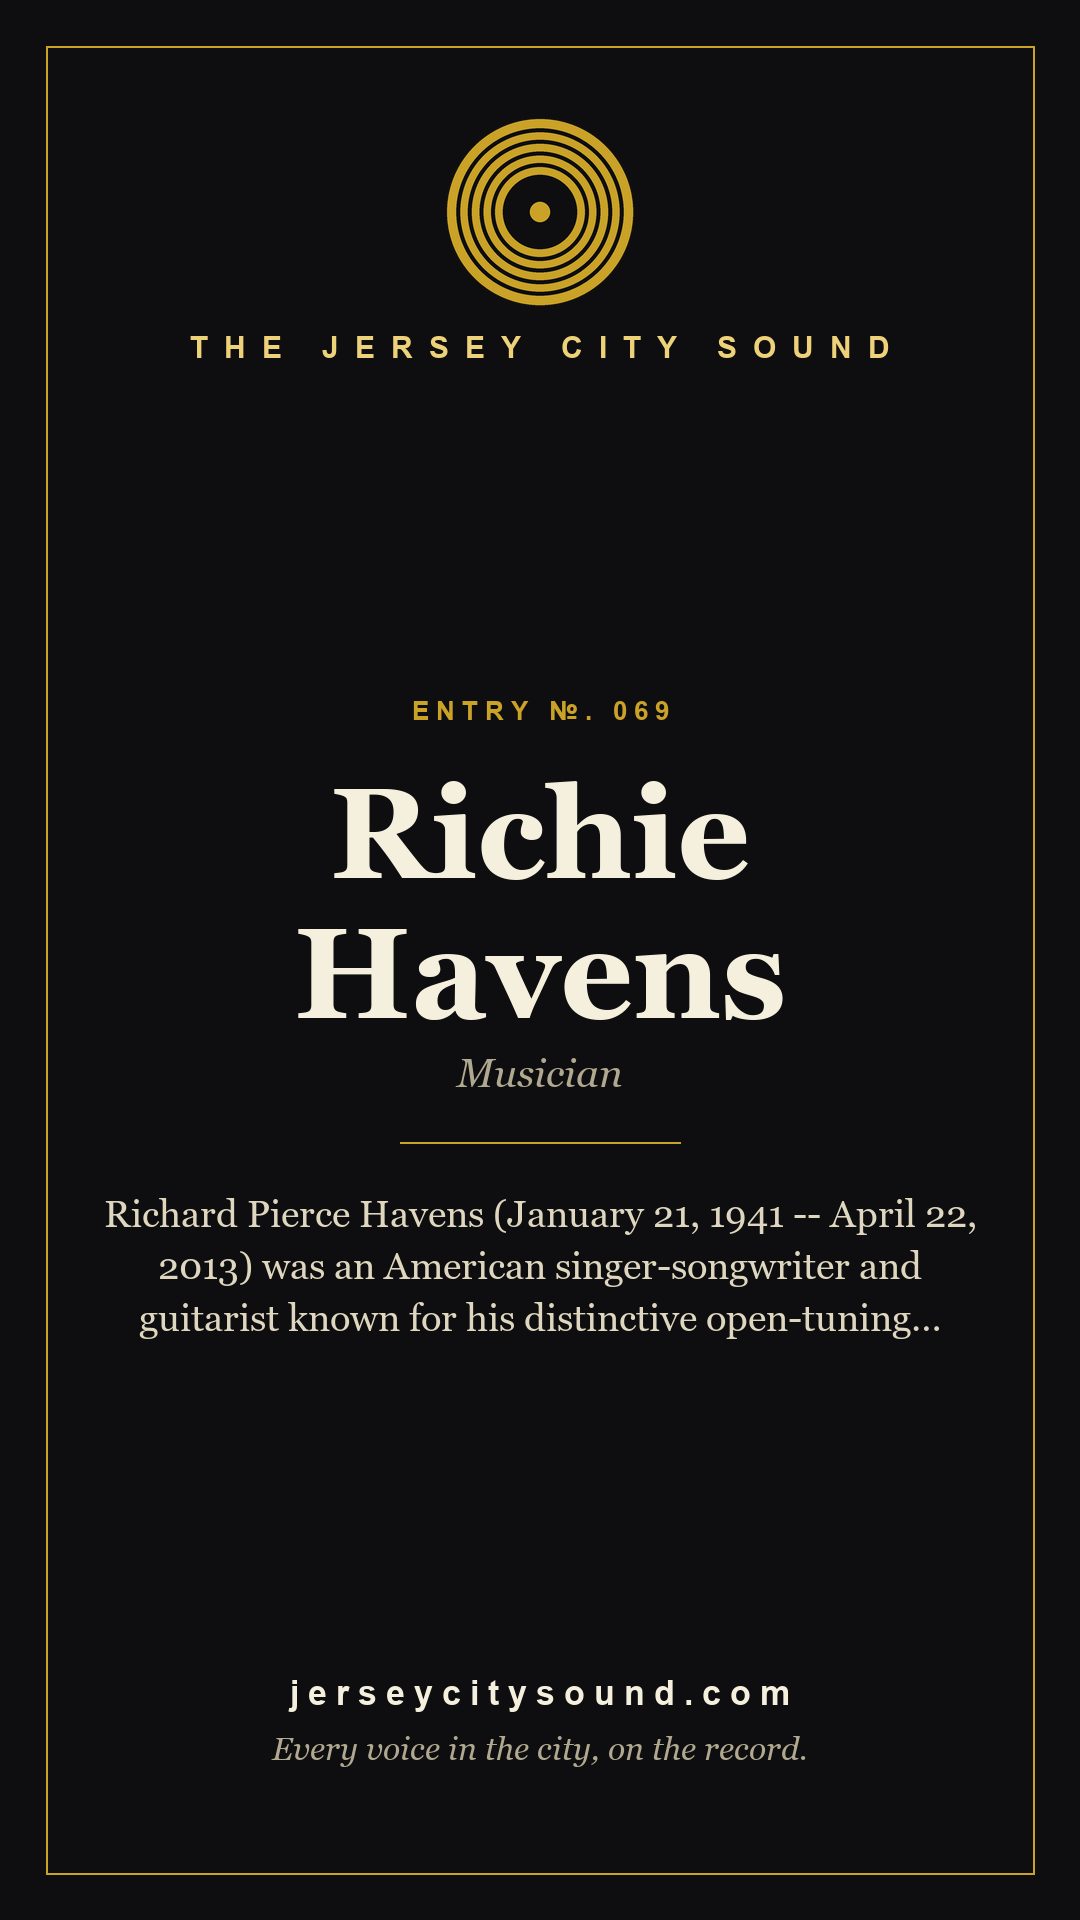 THE JERSEY CITY SOUND
ENTRY №. 069
Richie
Havens
Musician
Richard Pierce Havens (January 21, 1941 -- April 22,
2013) was an American singer-songwriter and
guitarist known for his distinctive open-tuning...
jerseycitysound.com
Every voice in the city, on the record.